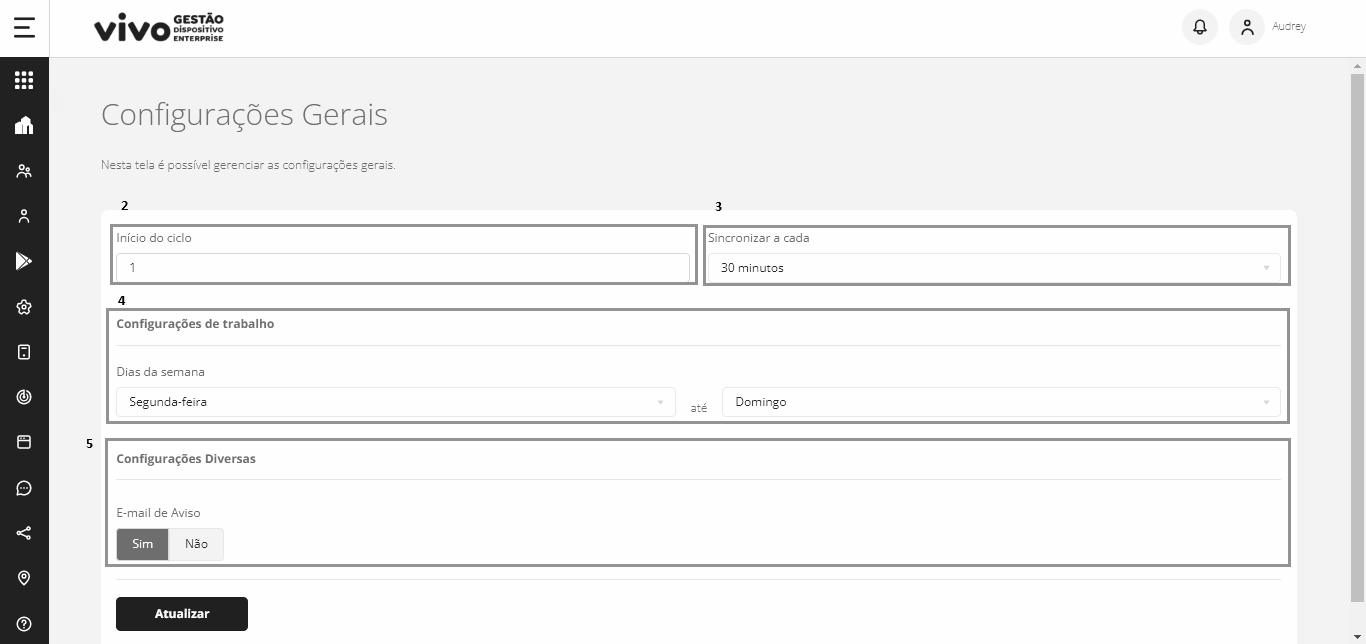 vivo GESTÃO
DISPOSITIVO
ENTERPRISE
Audrey
Configurações Gerais
Nesta tela é possível gerenciar as configurações gerais.
2
3
Início do ciclo
Sincronizar a cada
1
30 minutos
4
Configurações de trabalho
Dias da semana
Segunda-feira
até
Domingo
5
Configurações Diversas
E-mail de Aviso
Sim
Não
Atualizar